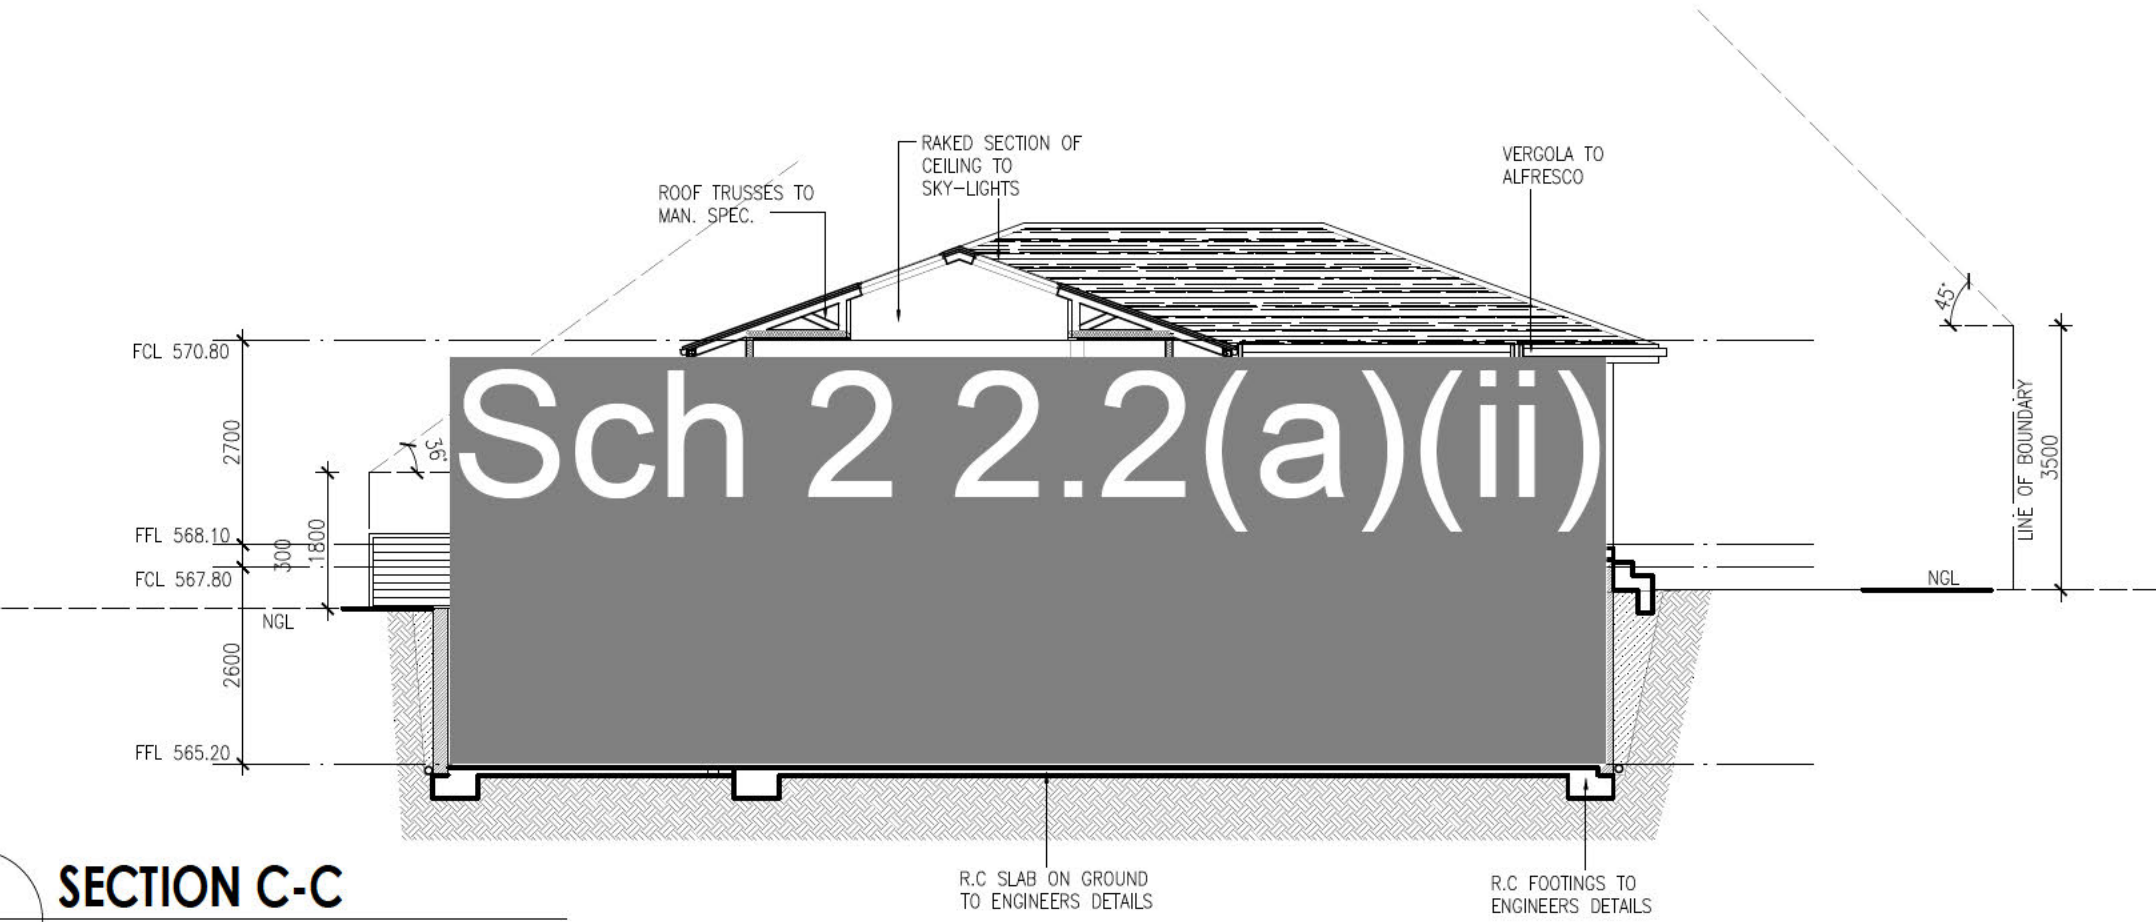 RAKED SECTION OF
CEILING TO
SKY-LIGHTS
VERGOLA TO
ALFRESCO
ROOF TRUSSES TO
MAN. SPEC.
45°
FCL 570.80
Sch 2 2.2(a)(ii)
2700
36°
LINE OF BOUNDARY
3500
FFL 568.10
300
1800
FCL 567.80
NGL
NGL
2600
FFL 565.20
R.C SLAB ON GROUND
TO ENGINEERS DETAILS
R.C FOOTINGS TO
ENGINEERS DETAILS
SECTION C-C